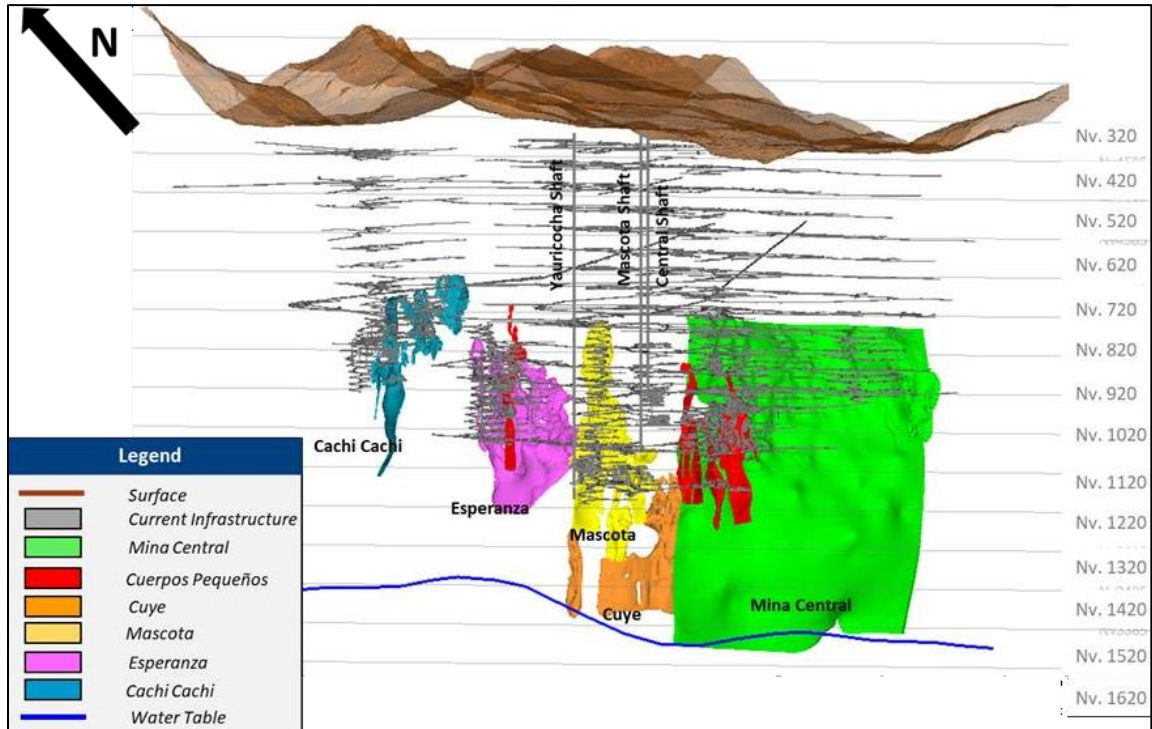 N
Nv. 320
Nv. 420
Nv. 520
Nv. 620
Nv. 720
Nv. 820
Nv. 920
Nv. 1020
Nv. 1120
Nv. 1220
Nv. 1320
Nv. 1420
Nv. 1520
Nv. 1620
Yauricocha Shaft
Mascota Shaft
Central Shaft
Cachi Cachi
Esperanza
Mascota
Cuye
Mina Central
Legend
Surface
Current Infrastructure
Mina Central
Cuerpos Pequeños
Cuye
Mascota
Esperanza
Cachi Cachi
Water Table